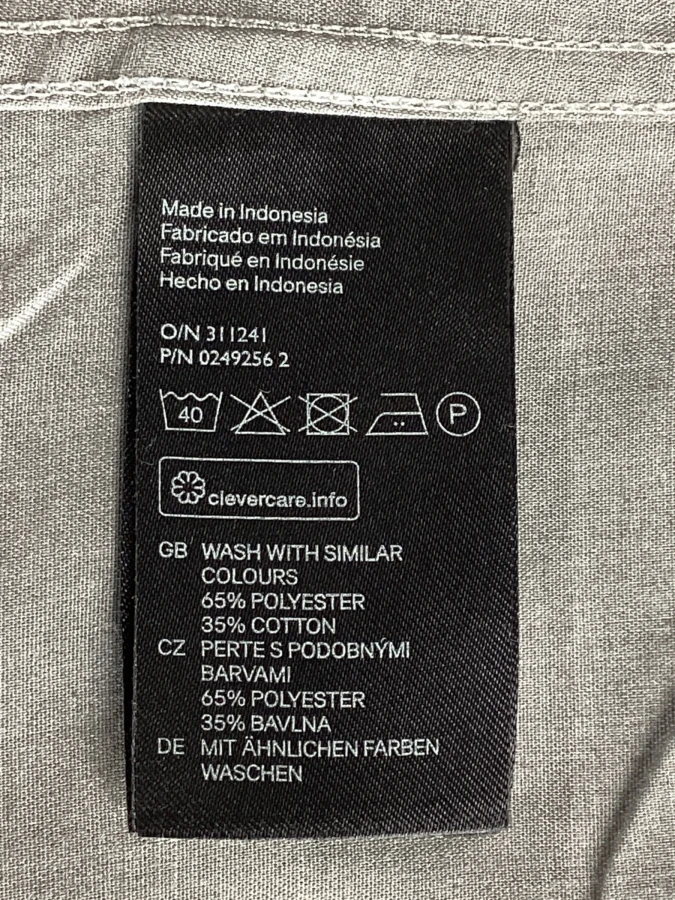 Made in Indonesia
Fabricado em Indonésia
Fabriqué en Indonésie
Hecho en Indonesia
O/N 311241
P/N 0249256 2
40 P
clevercare.info
GB WASH WITH SIMILAR
COLOURS
65% POLYESTER
35% COTTON
CZ PERTE S PODOBNÝMI
BARVAMI
65% POLYESTER
35% BAVLNA
DE MIT ÄHNLICHEN FARBEN
WASCHEN